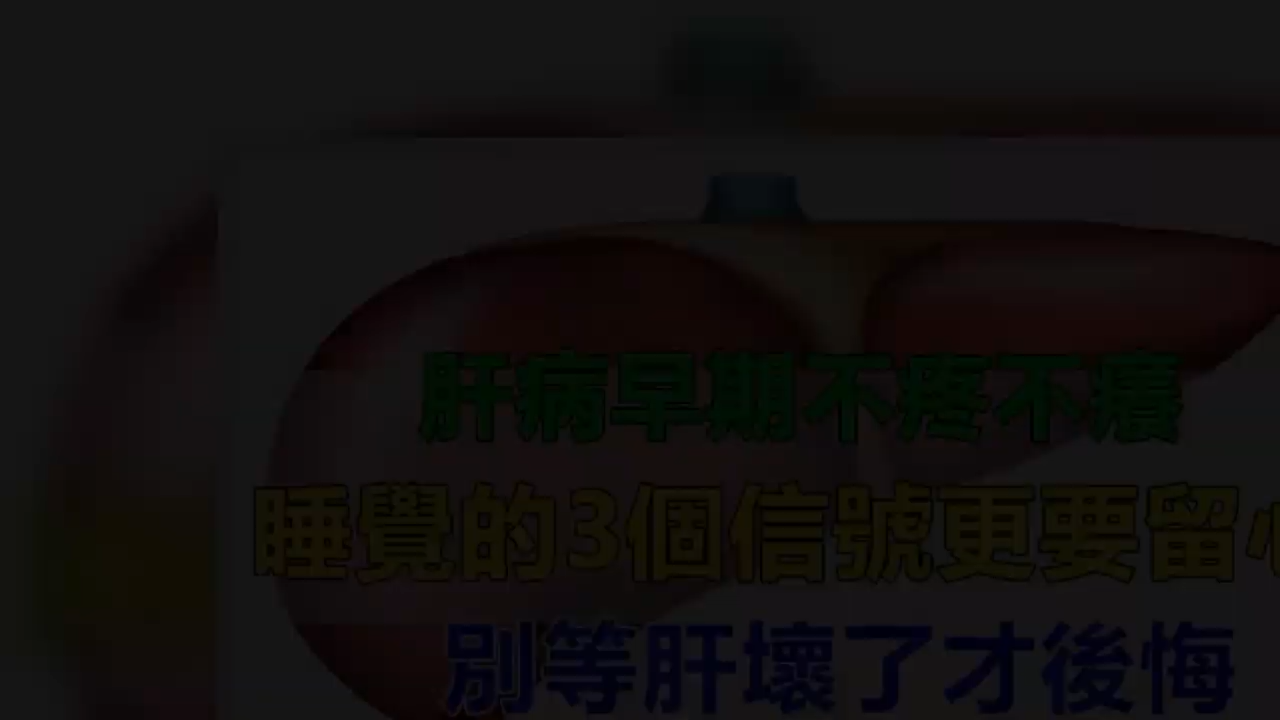 肝病早期不疼不癢
睡覺的3個信號更要留心
別等肝壞了才後悔